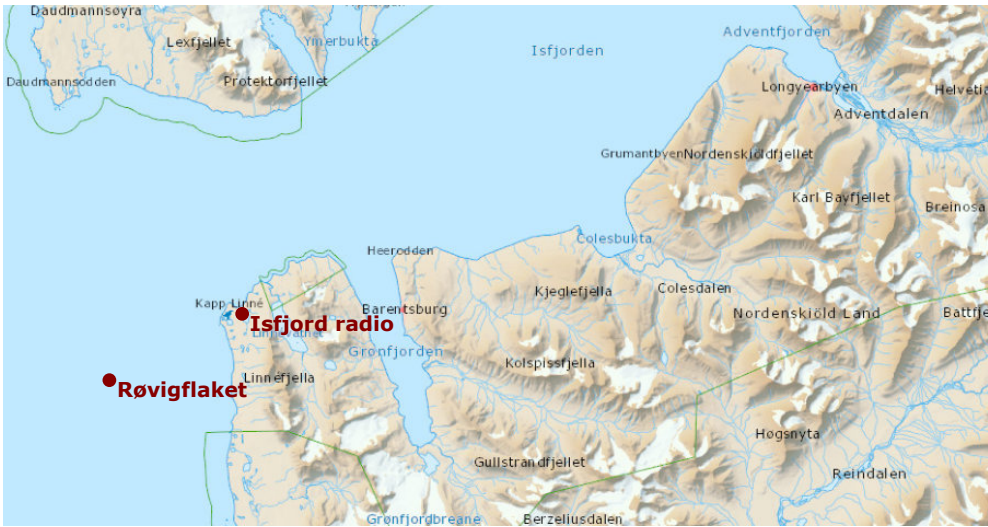 Daudmannsøyra
Lexfjellet
Ymerbukta
Isfjorden
Adventfjorden
Daudmannsodden
Protektorfjellet
Longyearbyen
Adventdalen
Grumantbyen
Nordenskiöldfjellet
Karl Bayfjellet
Breinosa
Colesbukta
Heerodden
Kjeglefjella
Colesdalen
Kapp Linné
Barentsburg
Nordenskiöld Land
Isfjord radio
Grønfjorden
Kolspissfjella
Linnéfjella
Røvigflaket
Høgsnyta
Gullstrandfjellet
Reindalen
Grønfjordbreane
Berzeliusdalen